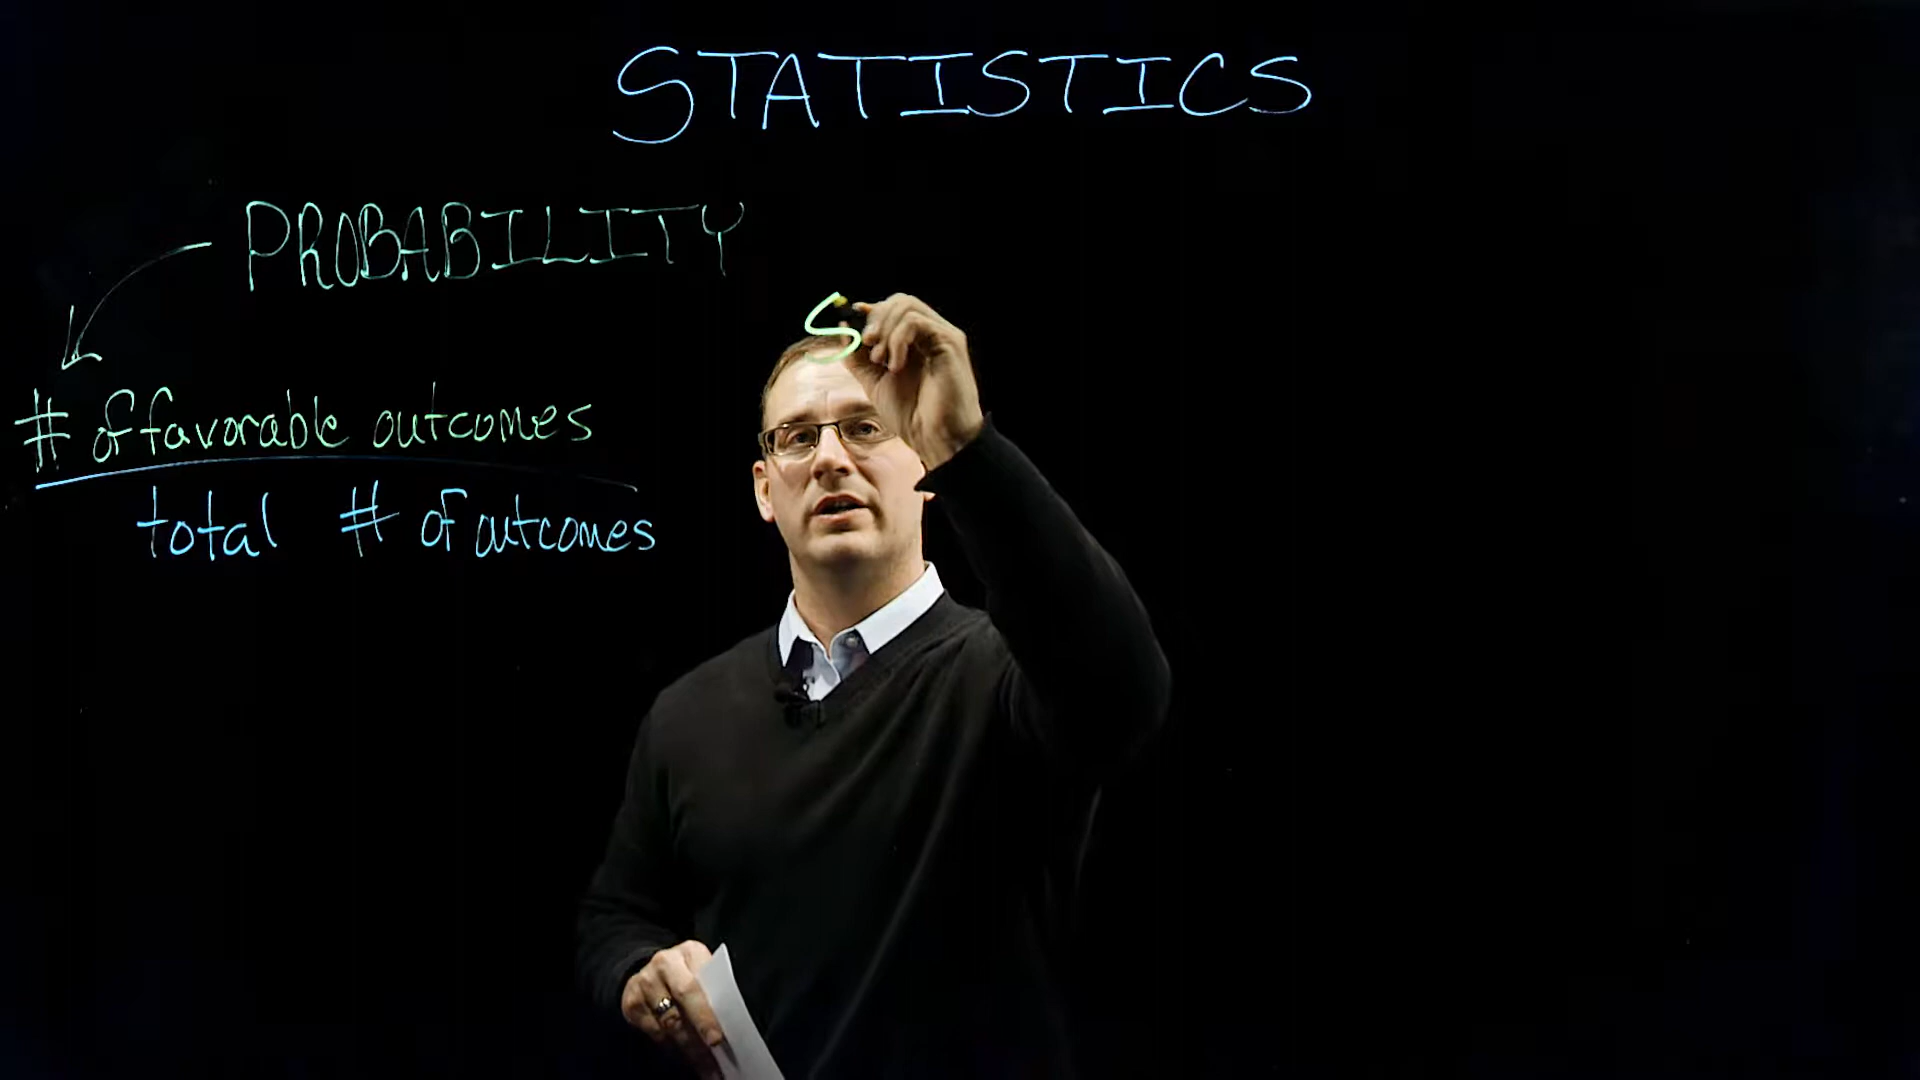 STATISTICS
PROBABILITY
S
# of favorable outcomes
total # of outcomes